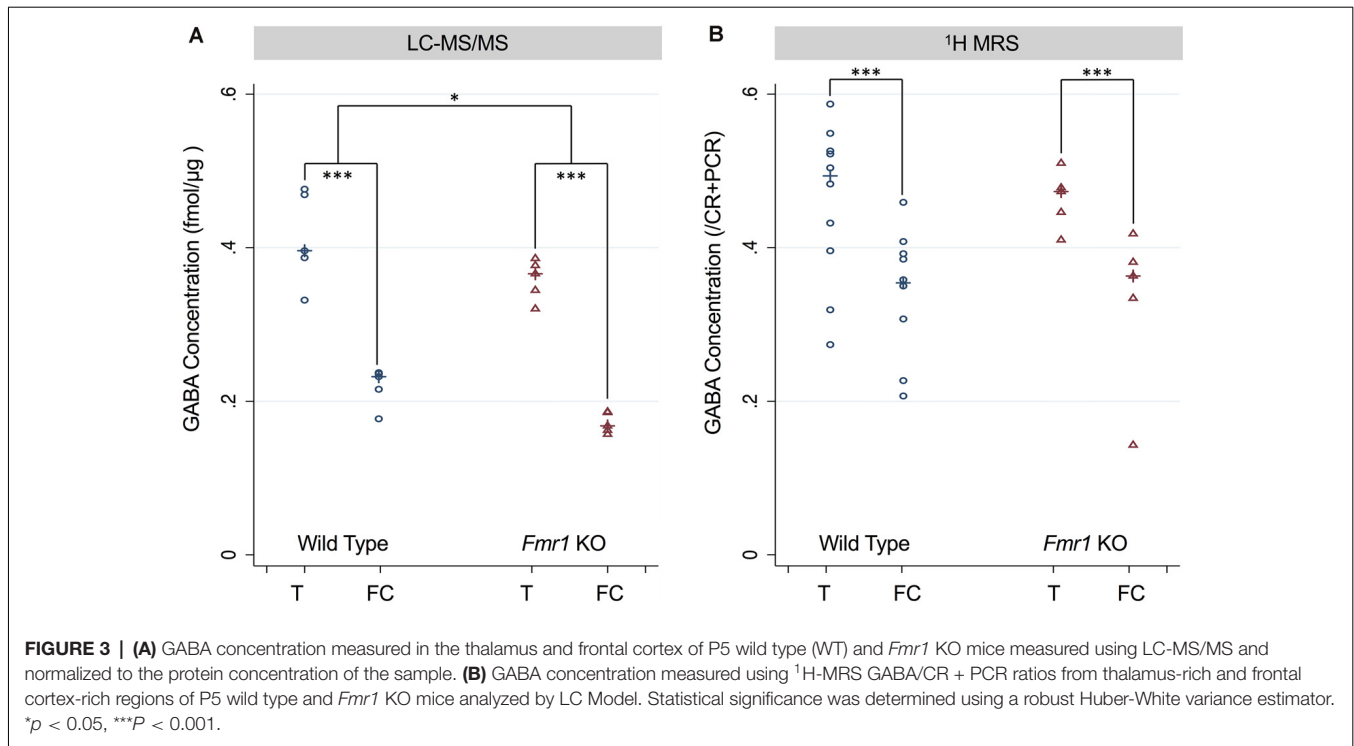 A
LC-MS/MS
B
¹H MRS
GABA Concentration (fmol/µg )
.6
.4
.2
0
*
***
***
Wild Type
Fmr1 KO
T
FC
T
FC
GABA Concentration (/CR+PCR)
.6
.4
.2
0
***
***
Wild Type
Fmr1 KO
T
FC
T
FC
FIGURE 3 | (A) GABA concentration measured in the thalamus and frontal cortex of P5 wild type (WT) and Fmr1 KO mice measured using LC-MS/MS and
normalized to the protein concentration of the sample. (B) GABA concentration measured using ¹H-MRS GABA/CR + PCR ratios from thalamus-rich and frontal
cortex-rich regions of P5 wild type and Fmr1 KO mice analyzed by LC Model. Statistical significance was determined using a robust Huber-White variance estimator.
*p < 0.05, ***P < 0.001.